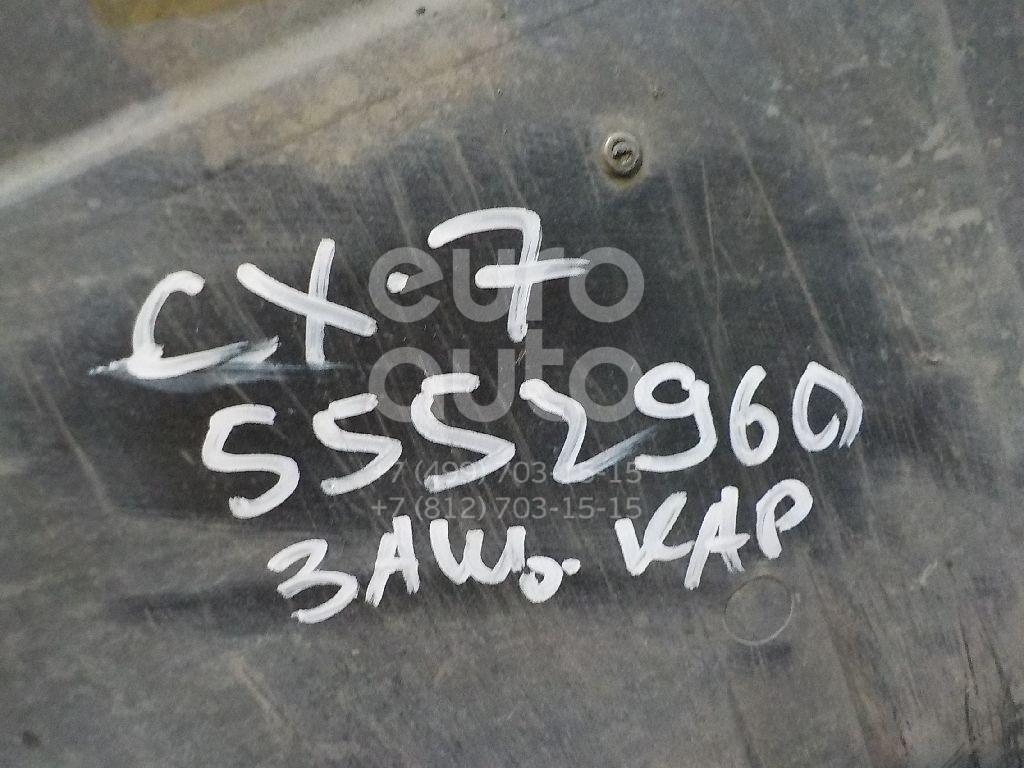 CX-7
5552960
ЗАЩ. КАР
euro
auto
+7 (499) 703-15-15
+7 (812) 703-15-15